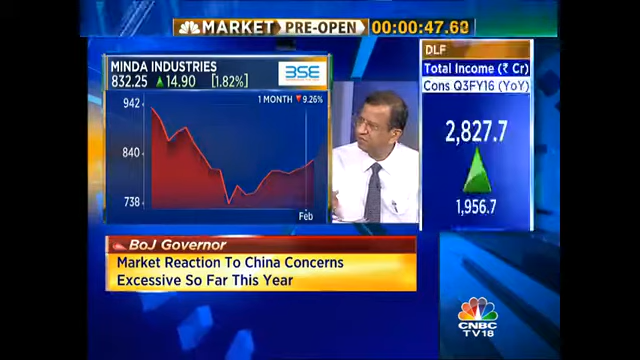 MARKET PRE-OPEN 00:00:47.68
MINDA INDUSTRIES
832.25 14.90 [1.82%]
BSE
1 MONTH 9.26%
942
840
738
Feb
DLF
Total Income (₹ Cr)
Cons Q3FY16 (YoY)
2,827.7
1,956.7
BoJ Governor
Market Reaction To China Concerns
Excessive So Far This Year
CNBC
TV18